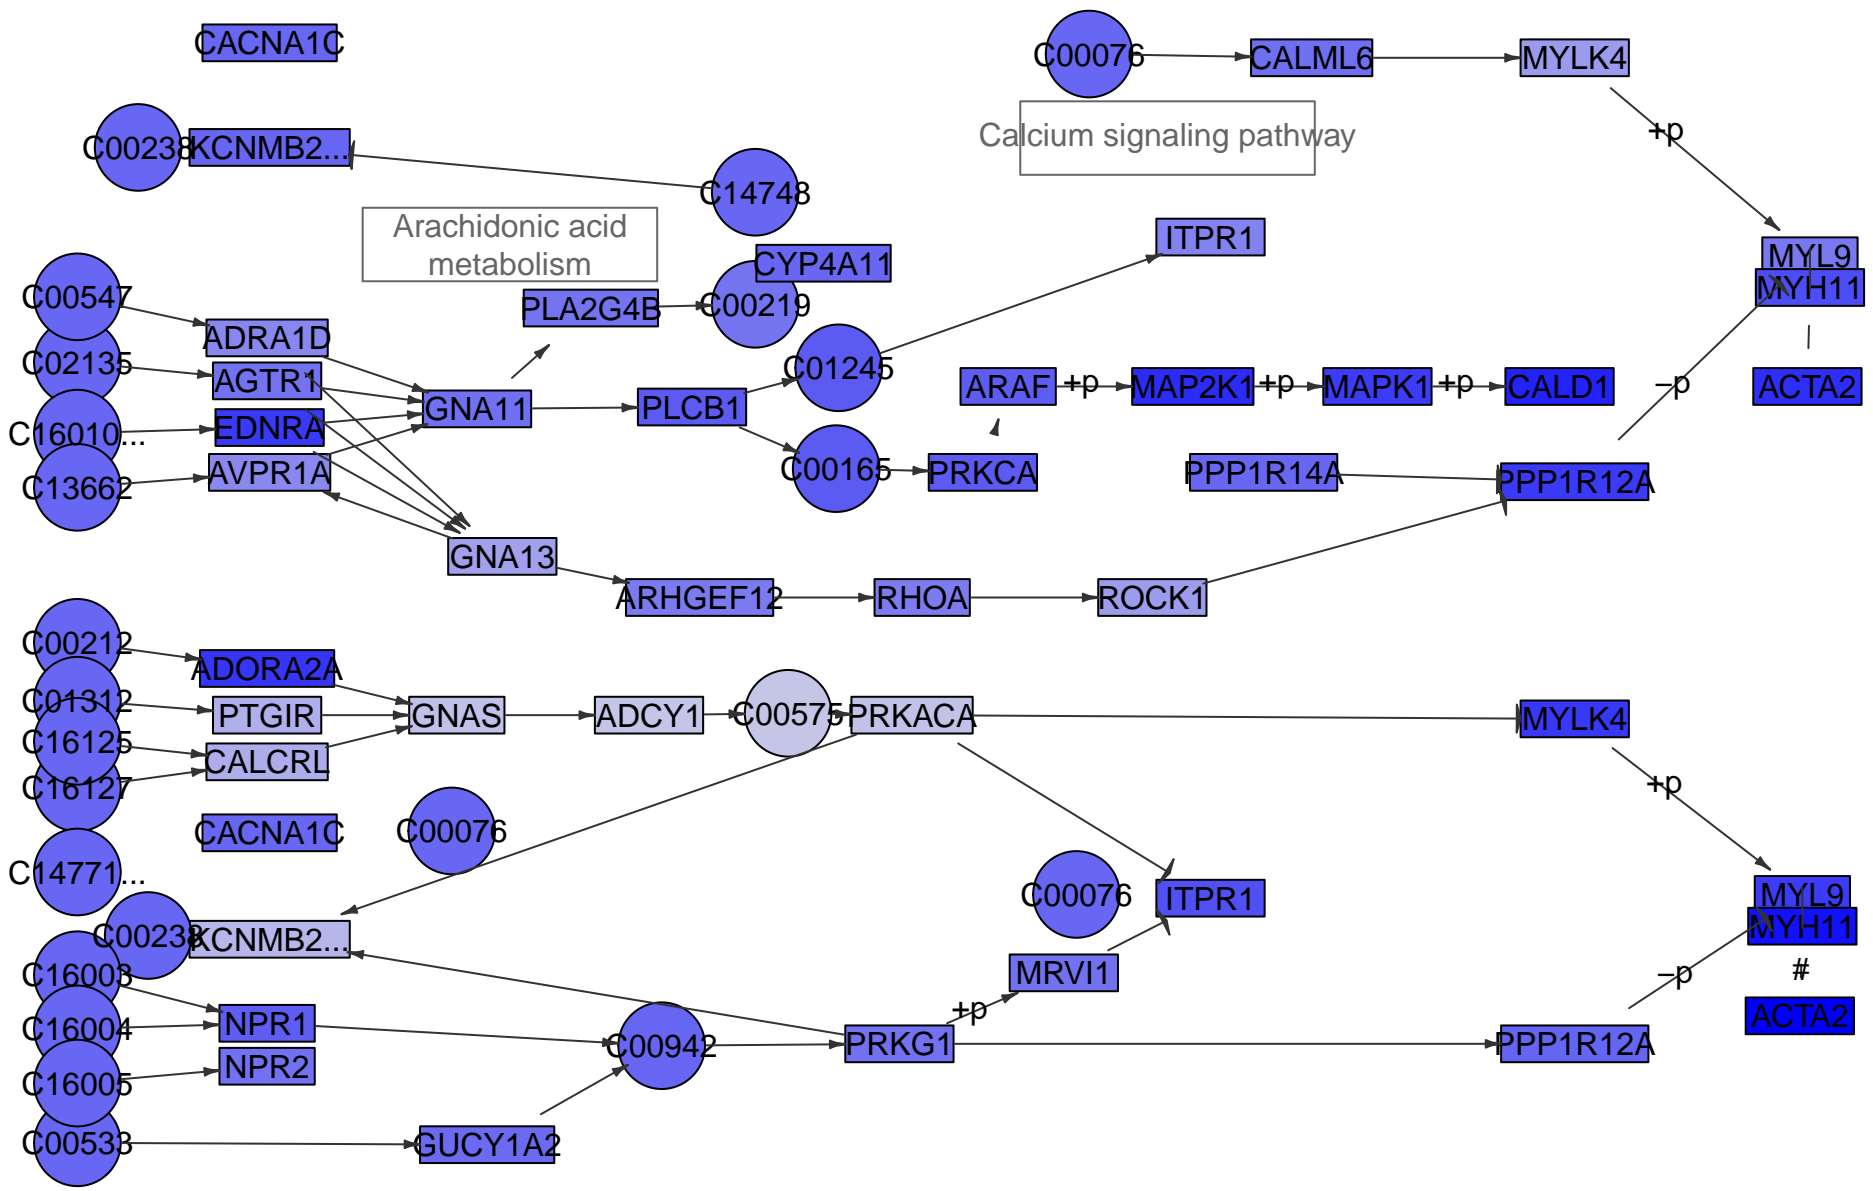 CACNA1C
C00076
CALML6
MYLK4
C00238
KCNMB2...
Calcium signaling pathway
+p
C14748
Arachidonic acid
metabolism
ITPR1
CYP4A11
MYL9
MYH11
C00547
PLA2G4B
C00219
ADRA1D
C02135
AGTR1
C01245
ARAF
+p
MAP2K1
+p
MAPK1
+p
CALD1
–p
ACTA2
GNA11
PLCB1
C16010...
EDNRA
C13662
AVPR1A
C00165
PRKCA
PPP1R14A
PPP1R12A
GNA13
ARHGEF12
RHOA
ROCK1
C00212
ADORA2A
C01312
PTGIR
GNAS
ADCY1
C00575
PRKACA
MYLK4
C16125
CALCRL
C16127
+p
CACNA1C
C00076
C14771...
C00076
ITPR1
MYL9
MYH11
C00238
KCNMB2...
C16003
MRVI1
–p
#
+p
ACTA2
C16004
NPR1
C00942
PRKG1
PPP1R12A
NPR2
C16005
C00533
GUCY1A2